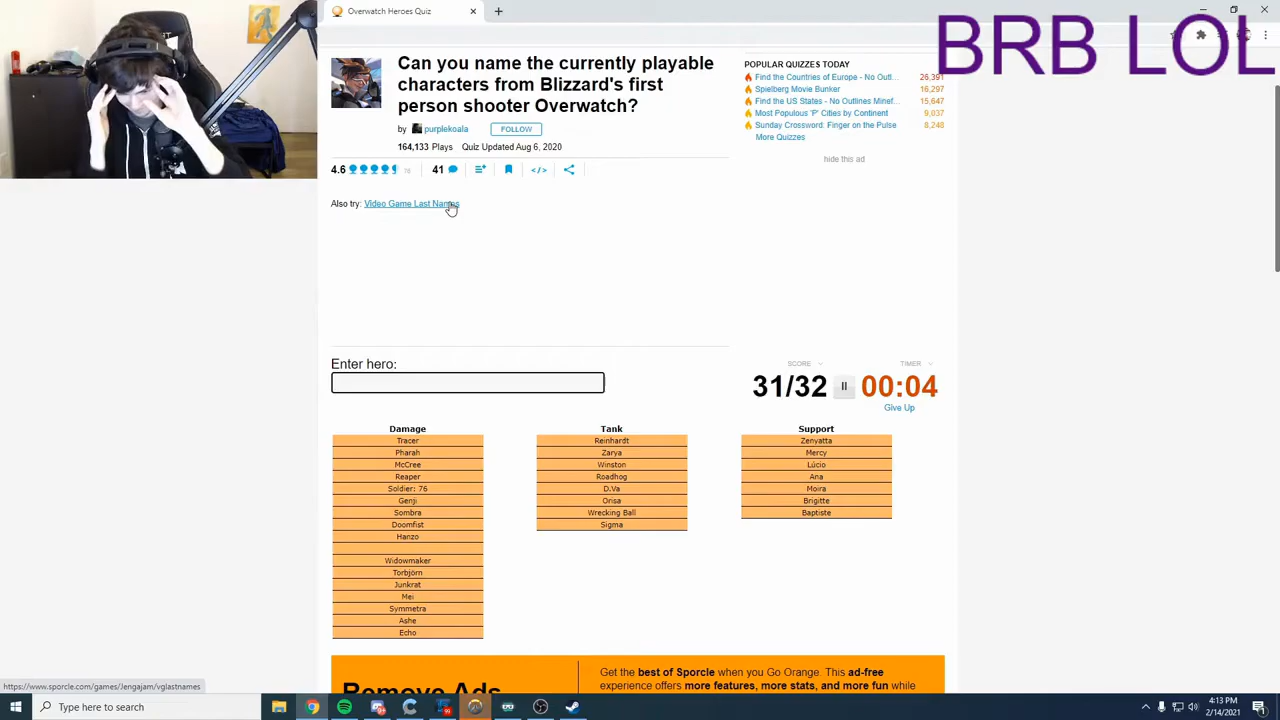 Overwatch Heroes Quiz
BRB LOL
Can you name the currently playable
characters from Blizzard's first
person shooter Overwatch?
by purplekoala FOLLOW
164,133 Plays Quiz Updated Aug 6, 2020
4.6 76 41
Also try: Video Game Last Names
POPULAR QUIZZES TODAY
Find the Countries of Europe - No Outl... 26,391
Spielberg Movie Bunker 16,297
Find the US States - No Outlines Minef... 15,647
Most Populous 'P' Cities by Continent 9,037
Sunday Crossword: Finger on the Pulse 8,248
More Quizzes
hide this ad
Enter hero:
SCORE TIMER
31/32 00:04
Give Up
Damage
Tracer
Pharah
McCree
Reaper
Soldier: 76
Genji
Sombra
Doomfist
Hanzo
Widowmaker
Torbjörn
Junkrat
Mei
Symmetra
Ashe
Echo
Tank
Reinhardt
Zarya
Winston
Roadhog
D.Va
Orisa
Wrecking Ball
Sigma
Support
Zenyatta
Mercy
Lúcio
Ana
Moira
Brigitte
Baptiste
Remove Ads
Get the best of Sporcle when you Go Orange. This ad-free
experience offers more features, more stats, and more fun while
https://www.sporcle.com/games/Jengajam/vglastnames
Type here to search
4:13 PM
2/14/2021